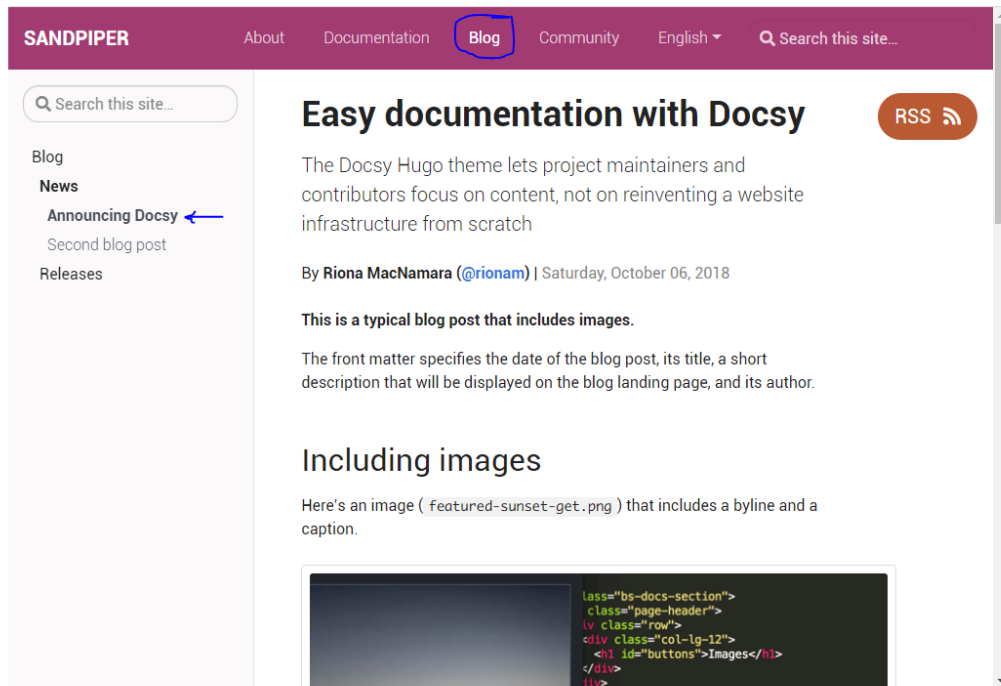 SANDPIPER
About
Documentation
Blog
Community
English
Search this site…
Search this site…
Blog
News
Announcing Docsy
Second blog post
Releases
Easy documentation with Docsy
RSS
The Docsy Hugo theme lets project maintainers and
contributors focus on content, not on reinventing a website
infrastructure from scratch
By Riona MacNamara (@rionam) | Saturday, October 06, 2018
This is a typical blog post that includes images.
The front matter specifies the date of the blog post, its title, a short
description that will be displayed on the blog landing page, and its author.
Including images
Here's an image ( featured-sunset-get.png ) that includes a byline and a
caption.
lass="bs-docs-section">
class="page-header">
iv class="row">
<div class="col-lg-12">
<h1 id="buttons">Images</h1>
</div>
div>